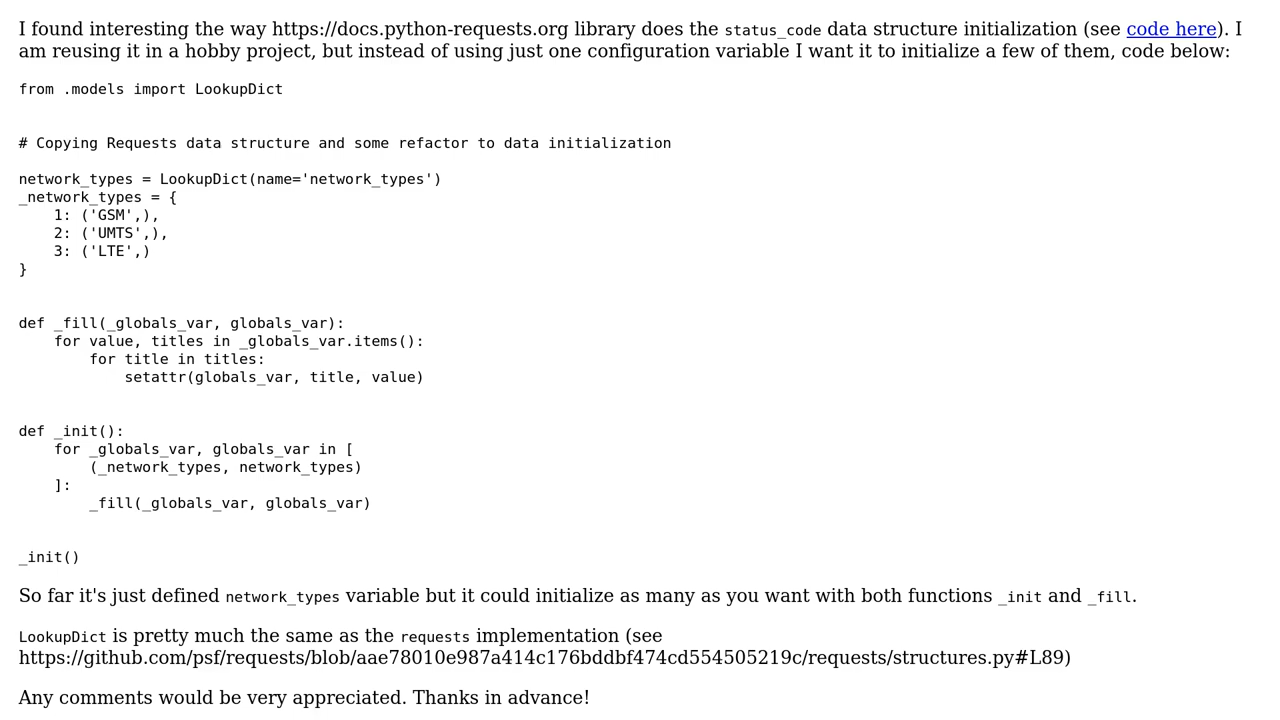 I found interesting the way https://docs.python-requests.org library does the status_code data structure initialization (see code here). I
am reusing it in a hobby project, but instead of using just one configuration variable I want it to initialize a few of them, code below:
from .models import LookupDict
# Copying Requests data structure and some refactor to data initialization
network_types = LookupDict(name='network_types')
_network_types = {
    1: ('GSM',),
    2: ('UMTS',),
    3: ('LTE',)
}
def _fill(_globals_var, globals_var):
    for value, titles in _globals_var.items():
        for title in titles:
            setattr(globals_var, title, value)
def _init():
    for _globals_var, globals_var in [
        (_network_types, network_types)
    ]:
        _fill(_globals_var, globals_var)
_init()
So far it's just defined network_types variable but it could initialize as many as you want with both functions _init and _fill.
LookupDict is pretty much the same as the requests implementation (see
https://github.com/psf/requests/blob/aae78010e987a414c176bddbf474cd554505219c/requests/structures.py#L89)
Any comments would be very appreciated. Thanks in advance!